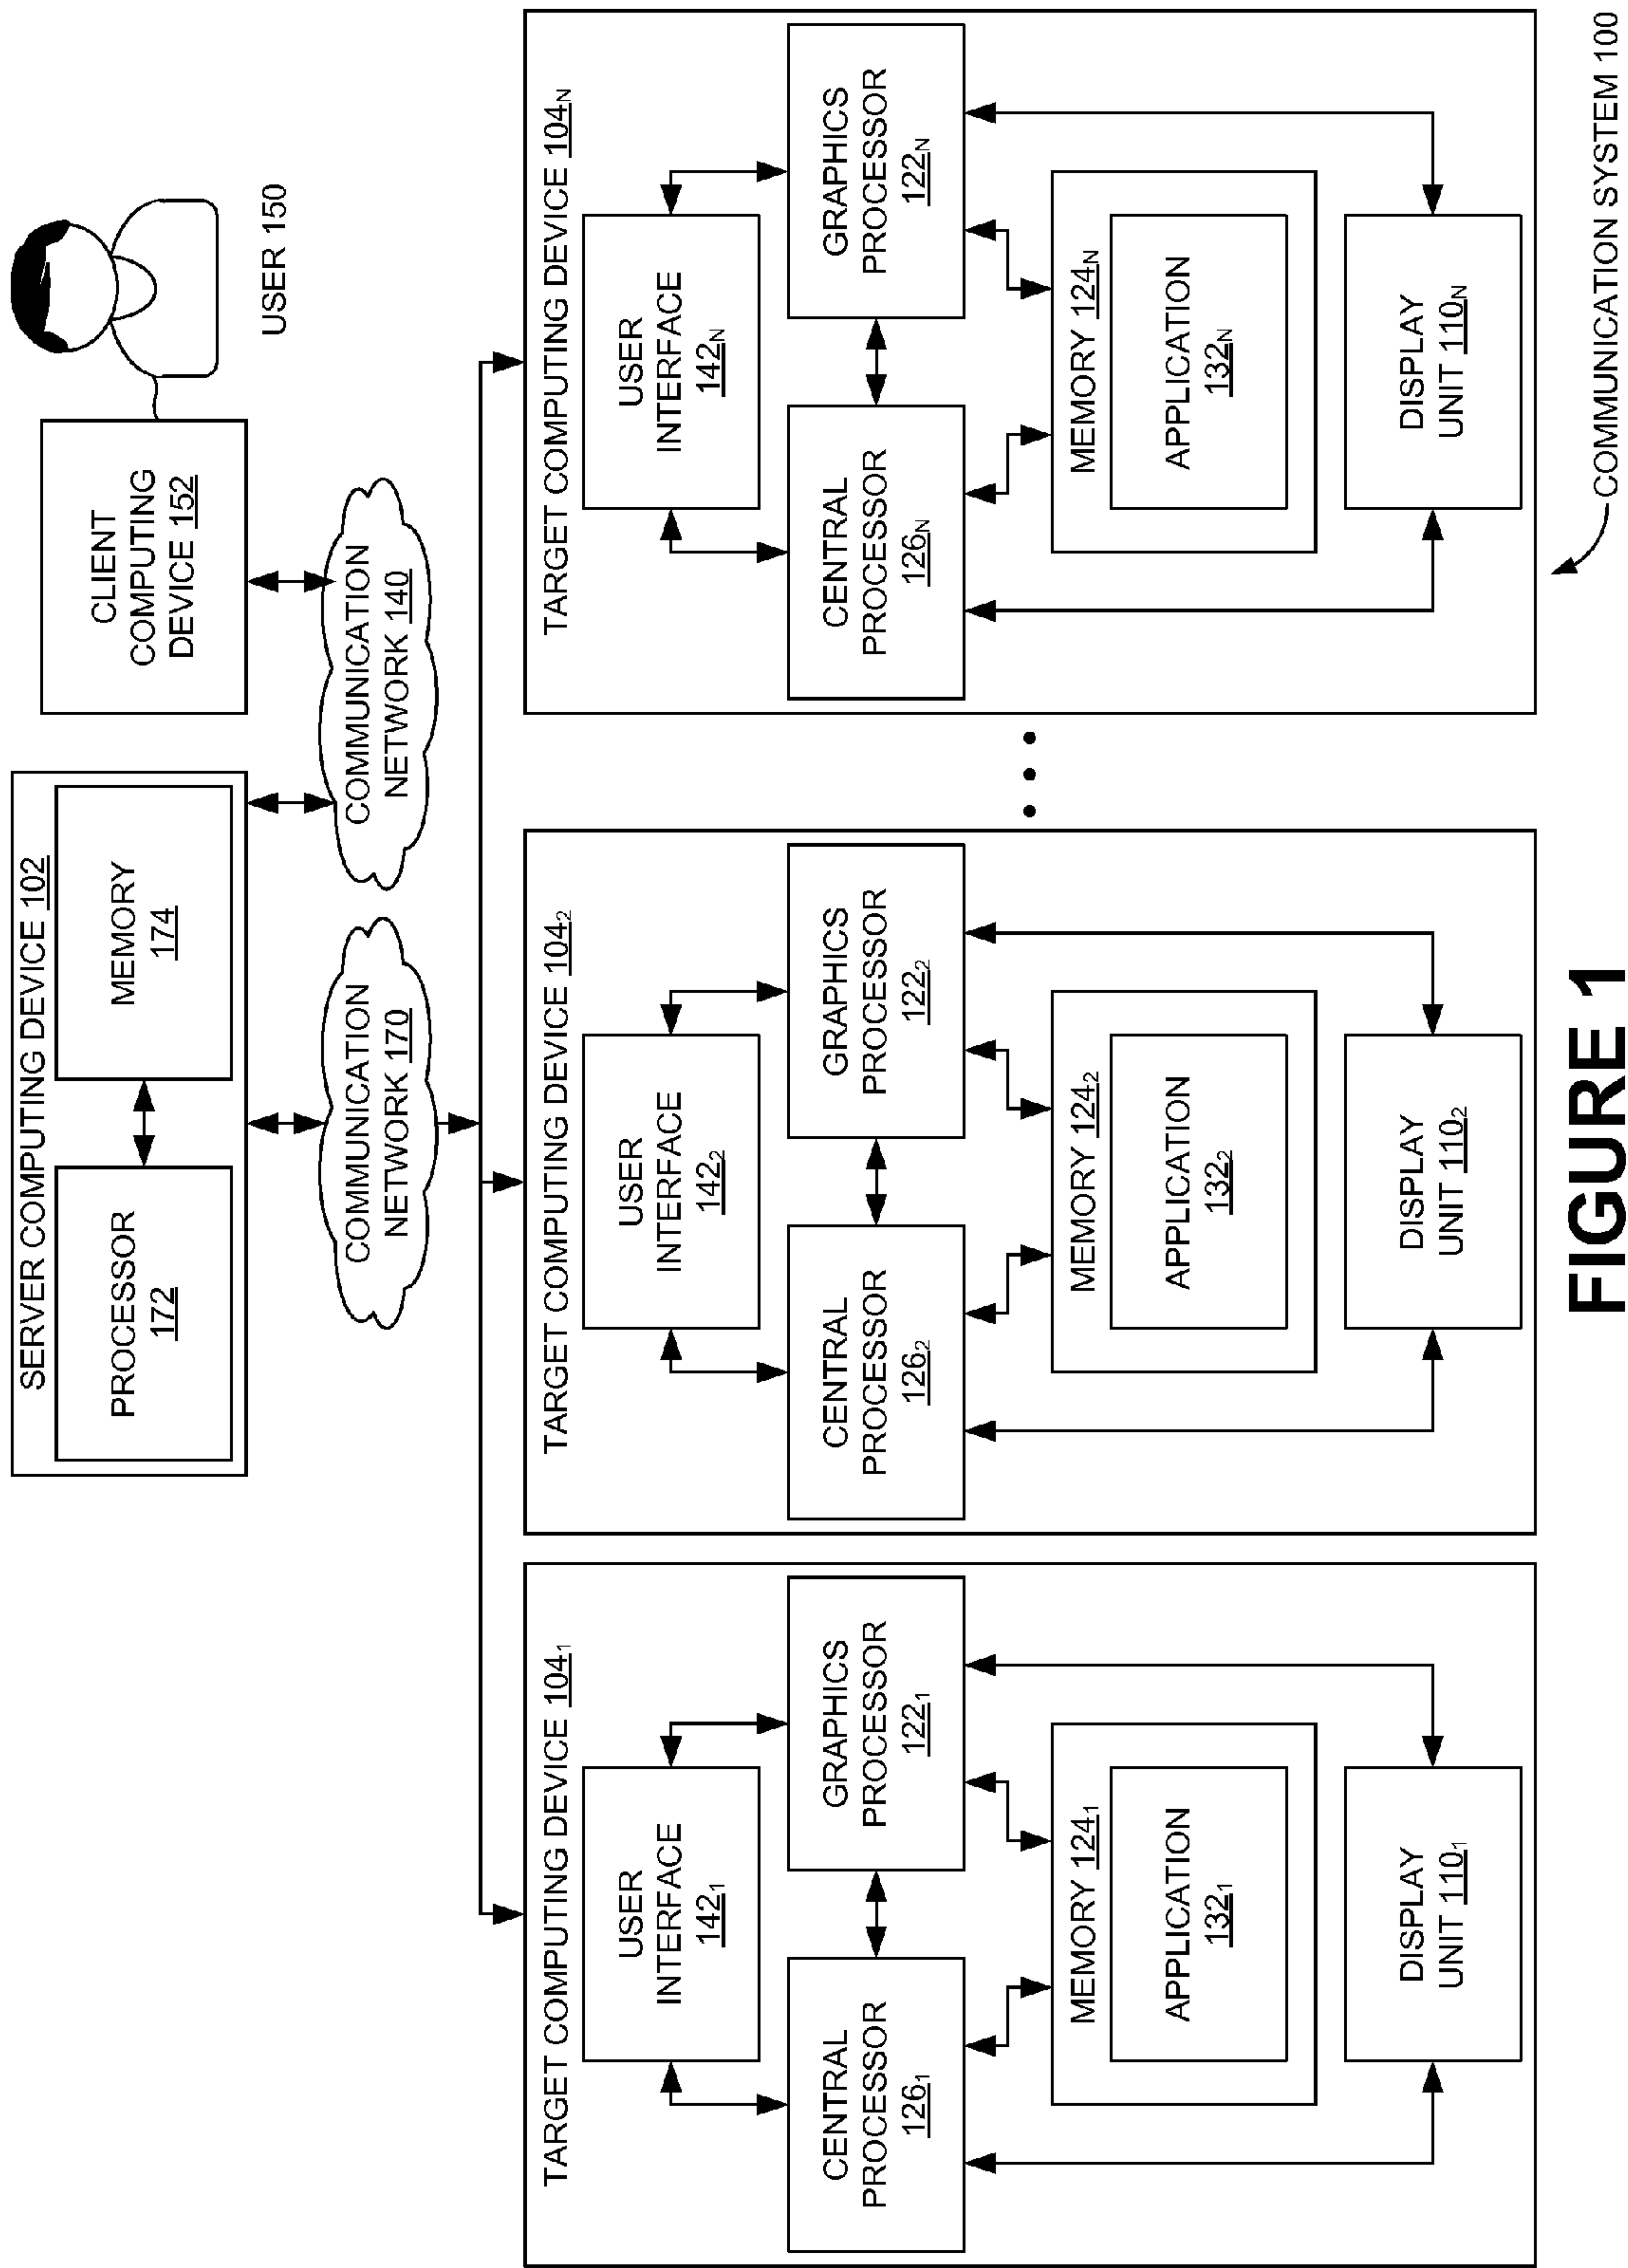 SERVER COMPUTING DEVICE 102
PROCESSOR
172
MEMORY
174
CLIENT
COMPUTING
DEVICE 152
USER 150
COMMUNICATION
NETWORK 170
COMMUNICATION
NETWORK 140
TARGET COMPUTING DEVICE 104₁
USER
INTERFACE
142₁
CENTRAL
PROCESSOR
126₁
GRAPHICS
PROCESSOR
122₁
MEMORY 124₁
APPLICATION
132₁
DISPLAY
UNIT 110₁
TARGET COMPUTING DEVICE 104₂
USER
INTERFACE
142₂
CENTRAL
PROCESSOR
126₂
GRAPHICS
PROCESSOR
122₂
MEMORY 124₂
APPLICATION
132₂
DISPLAY
UNIT 110₂
TARGET COMPUTING DEVICE 104N
USER
INTERFACE
142N
CENTRAL
PROCESSOR
126N
GRAPHICS
PROCESSOR
122N
MEMORY 124N
APPLICATION
132N
DISPLAY
UNIT 110N
COMMUNICATION SYSTEM 100
FIGURE 1